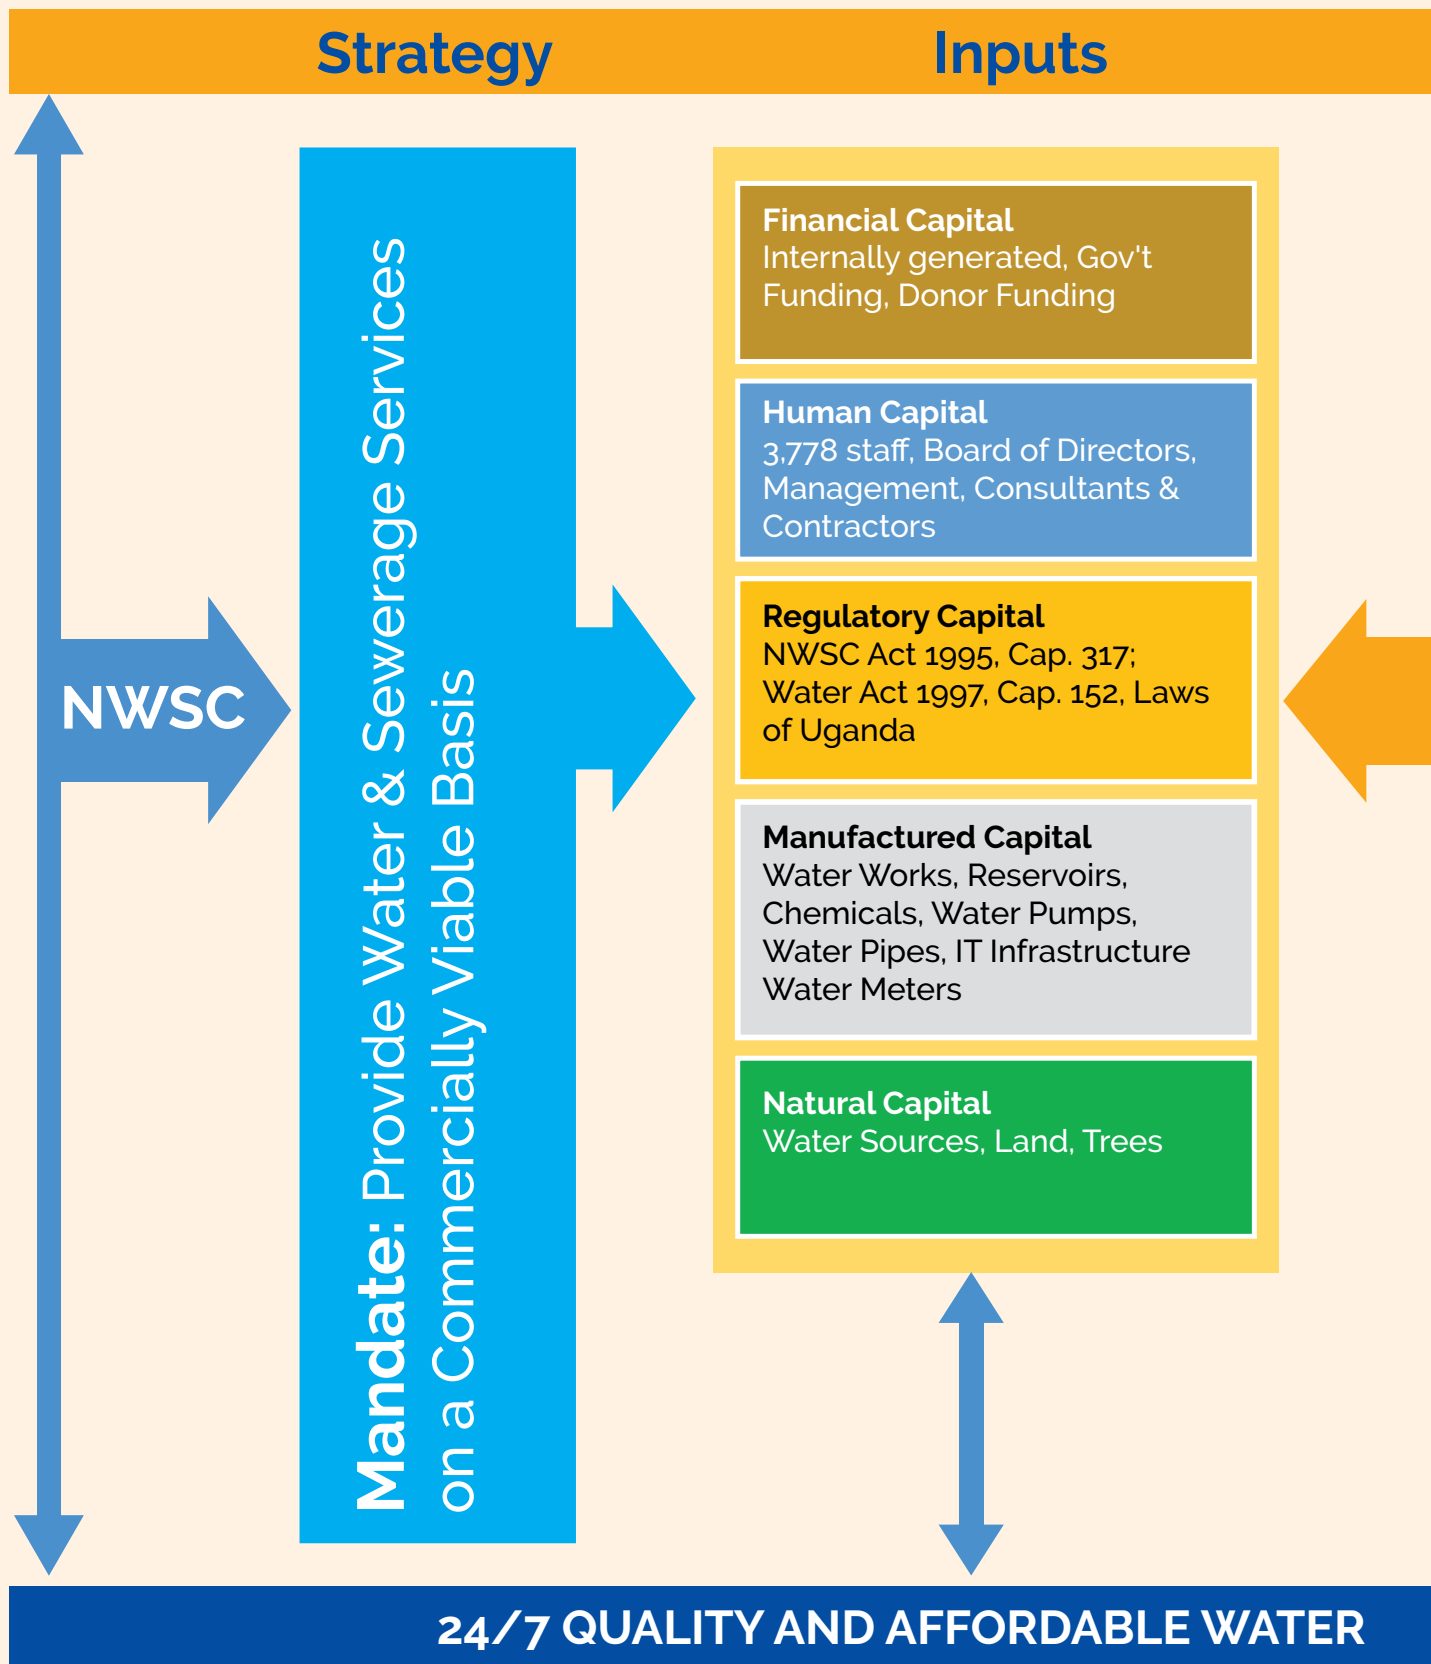 Strategy
Inputs
NWSC
Mandate: Provide Water & Sewerage Services
on a Commercially Viable Basis
Financial Capital
Internally generated, Gov't
Funding, Donor Funding
Human Capital
3,778 staff, Board of Directors,
Management, Consultants &
Contractors
Regulatory Capital
NWSC Act 1995, Cap. 317;
Water Act 1997, Cap. 152, Laws
of Uganda
Manufactured Capital
Water Works, Reservoirs,
Chemicals, Water Pumps,
Water Pipes, IT Infrastructure
Water Meters
Natural Capital
Water Sources, Land, Trees
24/7 QUALITY AND AFFORDABLE WATER